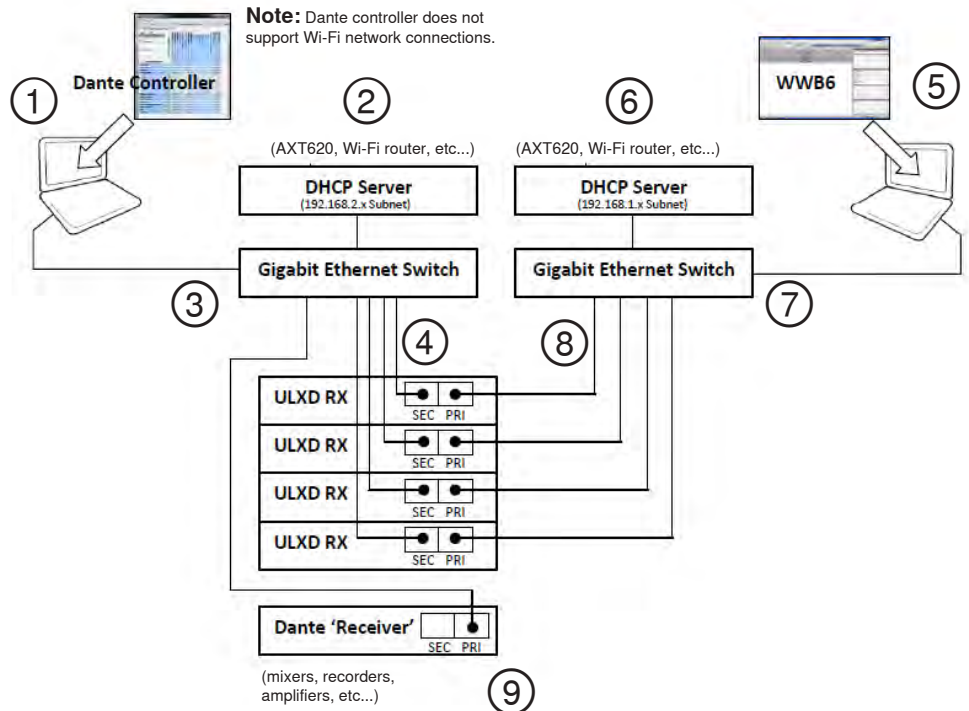 Note: Dante controller does not
support Wi-Fi network connections.
Dante Controller
WWB6
1
2
6
5
(AXT620, Wi-Fi router, etc...)
(AXT620, Wi-Fi router, etc...)
DHCP Server
(192.168.2.x Subnet)
DHCP Server
(192.168.1.x Subnet)
Gigabit Ethernet Switch
Gigabit Ethernet Switch
3
7
4
8
ULXD RX
SEC PRI
ULXD RX
SEC PRI
ULXD RX
SEC PRI
ULXD RX
SEC PRI
Dante ‘Receiver’
SEC PRI
(mixers, recorders,
amplifiers, etc...)
9